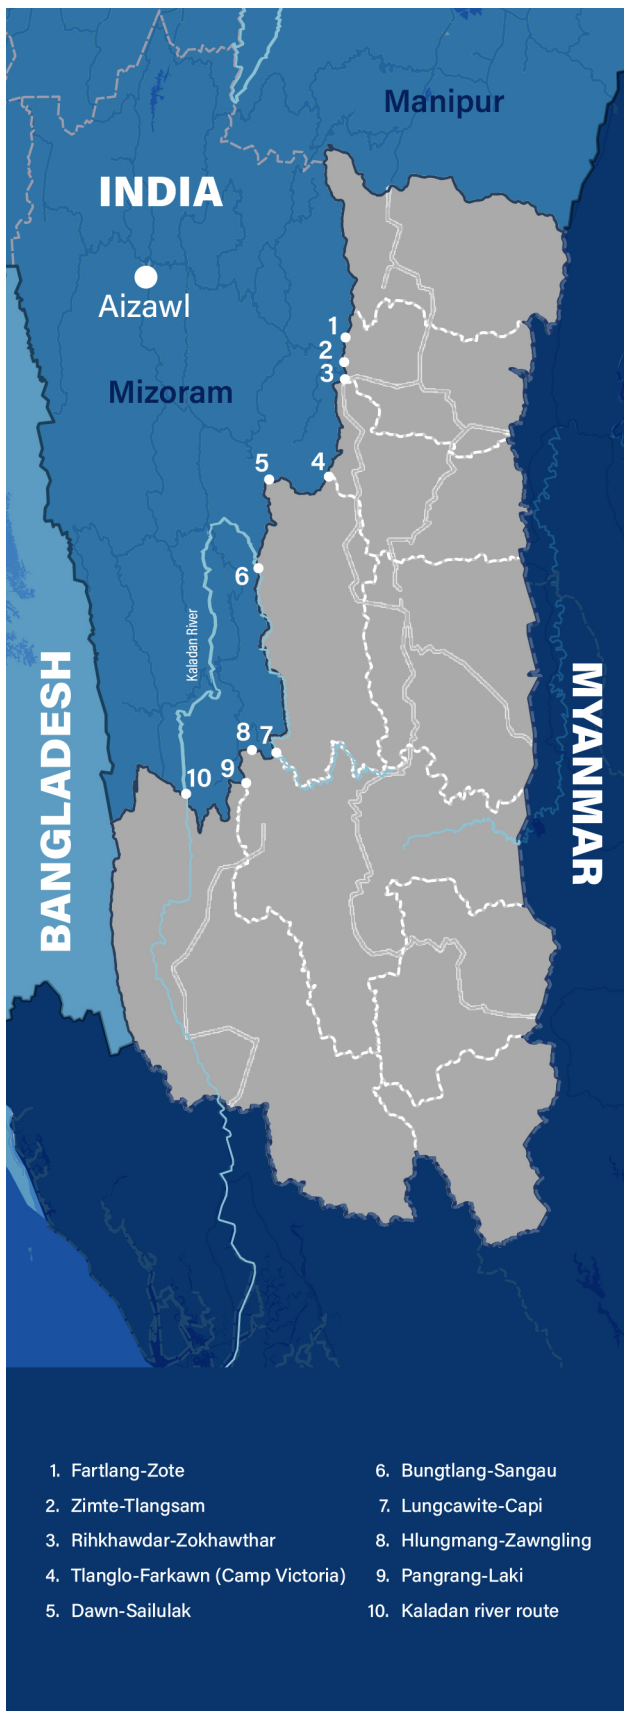 Manipur
INDIA
Aizawl
1
2
3
Mizoram
5
4
6
Kaladan River
BANGLADESH
MYANMAR
8
7
9
10
1. Fartlang-Zote
2. Zimte-Tlangsam
3. Rihkhawdar-Zokhawthar
4. Tlanglo-Farkawn (Camp Victoria)
5. Dawn-Sailulak
6. Bungtlang-Sangau
7. Lungcawite-Capi
8. Hlungmang-Zawngling
9. Pangrang-Laki
10. Kaladan river route